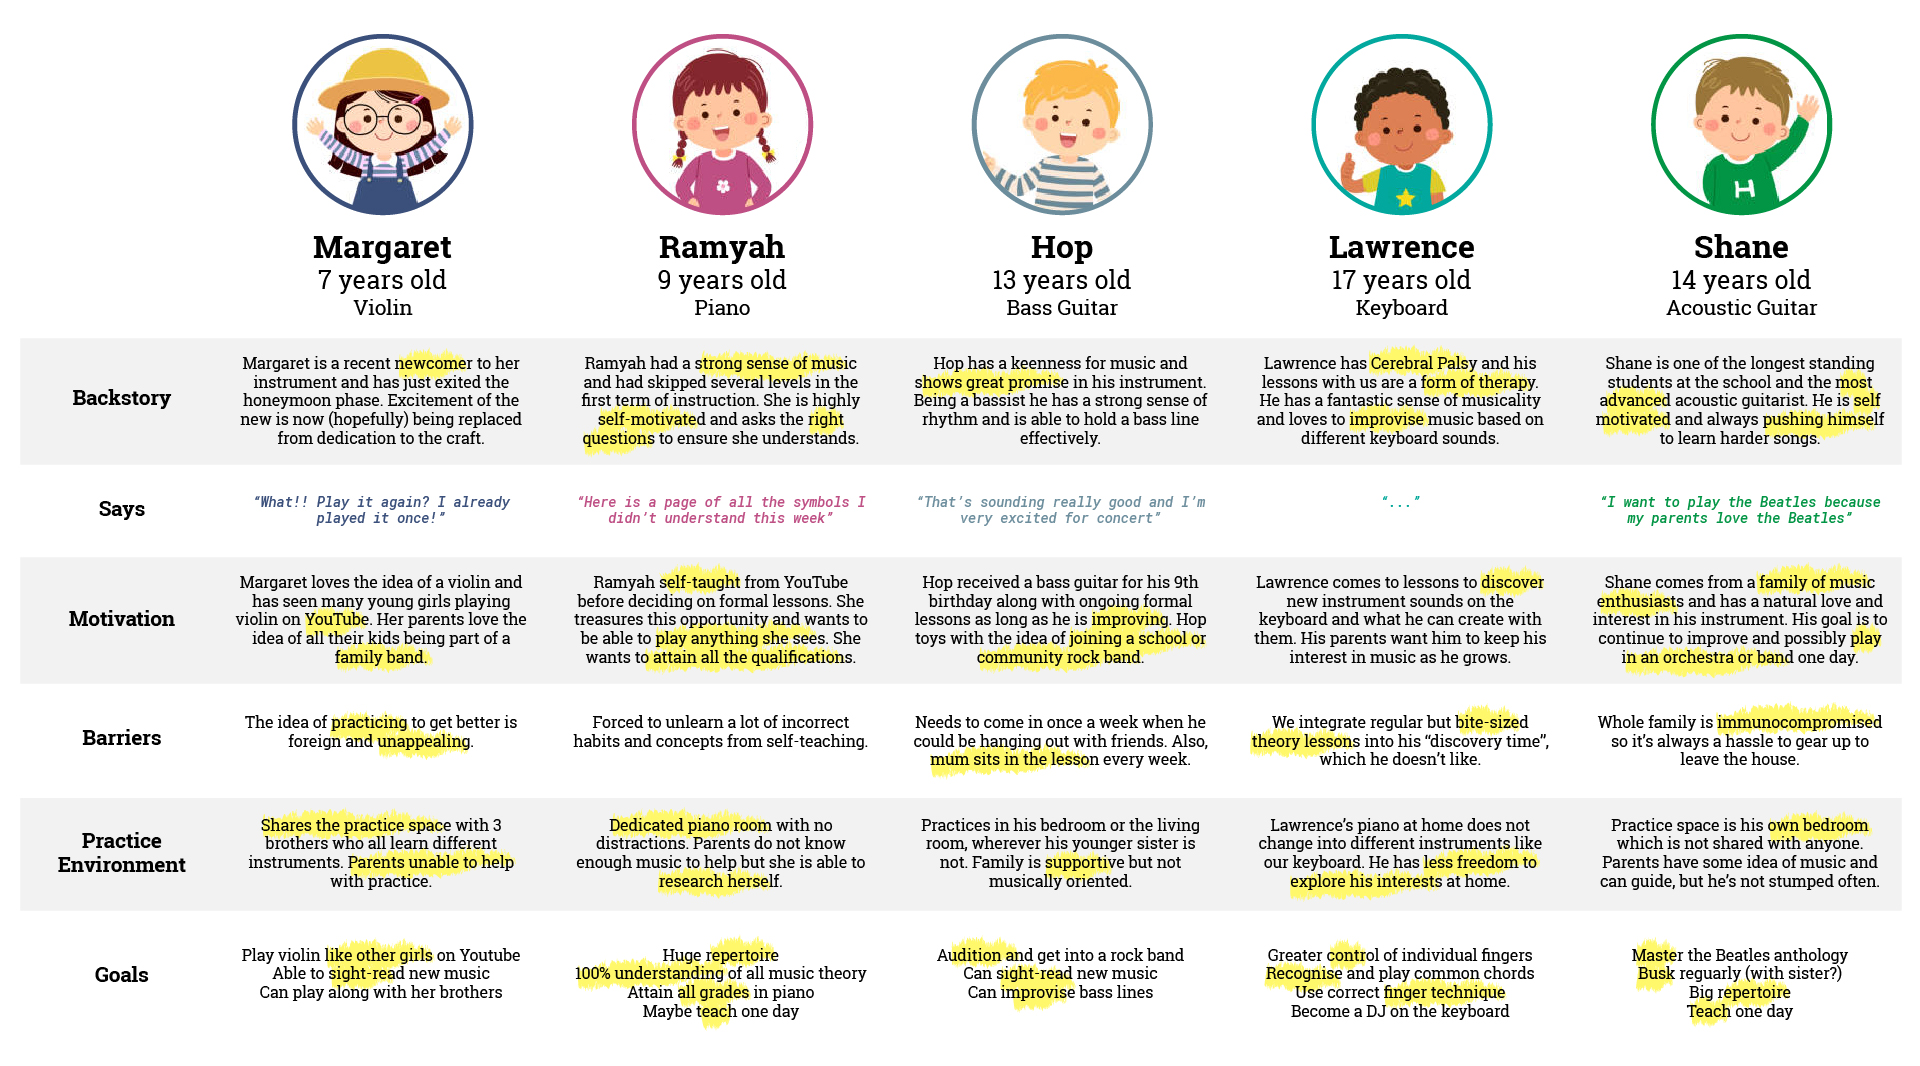 Margaret
7 years old
Violin
Ramyah
9 years old
Piano
Hop
13 years old
Bass Guitar
Lawrence
17 years old
Keyboard
H
Shane
14 years old
Acoustic Guitar
Backstory
Margaret is a recent newcomer to her
instrument and has just exited the
honeymoon phase. Excitement of the
new is now (hopefully) being replaced
from dedication to the craft.
Ramyah had a strong sense of music
and had skipped several levels in the
first term of instruction. She is highly
self-motivated and asks the right
questions to ensure she understands.
Hop has a keenness for music and
shows great promise in his instrument.
Being a bassist he has a strong sense of
rhythm and is able to hold a bass line
effectively.
Lawrence has Cerebral Palsy and his
lessons with us are a form of therapy.
He has a fantastic sense of musicality
and loves to improvise music based on
different keyboard sounds.
Shane is one of the longest standing
students at the school and the most
advanced acoustic guitarist. He is self
motivated and always pushing himself
to learn harder songs.
Says
“What!! Play it again? I already
played it once!”
“Here is a page of all the symbols I
didn’t understand this week”
“That’s sounding really good and I’m
very excited for concert”
“...”
“I want to play the Beatles because
my parents love the Beatles”
Motivation
Margaret loves the idea of a violin and
has seen many young girls playing
violin on YouTube. Her parents love the
idea of all their kids being part of a
family band.
Ramyah self-taught from YouTube
before deciding on formal lessons. She
treasures this opportunity and wants to
be able to play anything she sees. She
wants to attain all the qualifications.
Hop received a bass guitar for his 9th
birthday along with ongoing formal
lessons as long as he is improving. Hop
toys with the idea of joining a school or
community rock band.
Lawrence comes to lessons to discover
new instrument sounds on the
keyboard and what he can create with
them. His parents want him to keep his
interest in music as he grows.
Shane comes from a family of music
enthusiasts and has a natural love and
interest in his instrument. His goal is to
continue to improve and possibly play
in an orchestra or band one day.
Barriers
The idea of practicing to get better is
foreign and unappealing.
Forced to unlearn a lot of incorrect
habits and concepts from self-teaching.
Needs to come in once a week when he
could be hanging out with friends. Also,
mum sits in the lesson every week.
We integrate regular but bite-sized
theory lessons into his “discovery time”,
which he doesn’t like.
Whole family is immunocompromised
so it’s always a hassle to gear up to
leave the house.
Practice
Environment
Shares the practice space with 3
brothers who all learn different
instruments. Parents unable to help
with practice.
Dedicated piano room with no
distractions. Parents do not know
enough music to help but she is able to
research herself.
Practices in his bedroom or the living
room, wherever his younger sister is
not. Family is supportive but not
musically oriented.
Lawrence’s piano at home does not
change into different instruments like
our keyboard. He has less freedom to
explore his interests at home.
Practice space is his own bedroom
which is not shared with anyone.
Parents have some idea of music and
can guide, but he’s not stumped often.
Goals
Play violin like other girls on Youtube
Able to sight-read new music
Can play along with her brothers
Huge repertoire
100% understanding of all music theory
Attain all grades in piano
Maybe teach one day
Audition and get into a rock band
Can sight-read new music
Can improvise bass lines
Greater control of individual fingers
Recognise and play common chords
Use correct finger technique
Become a DJ on the keyboard
Master the Beatles anthology
Busk reguarly (with sister?)
Big repertoire
Teach one day